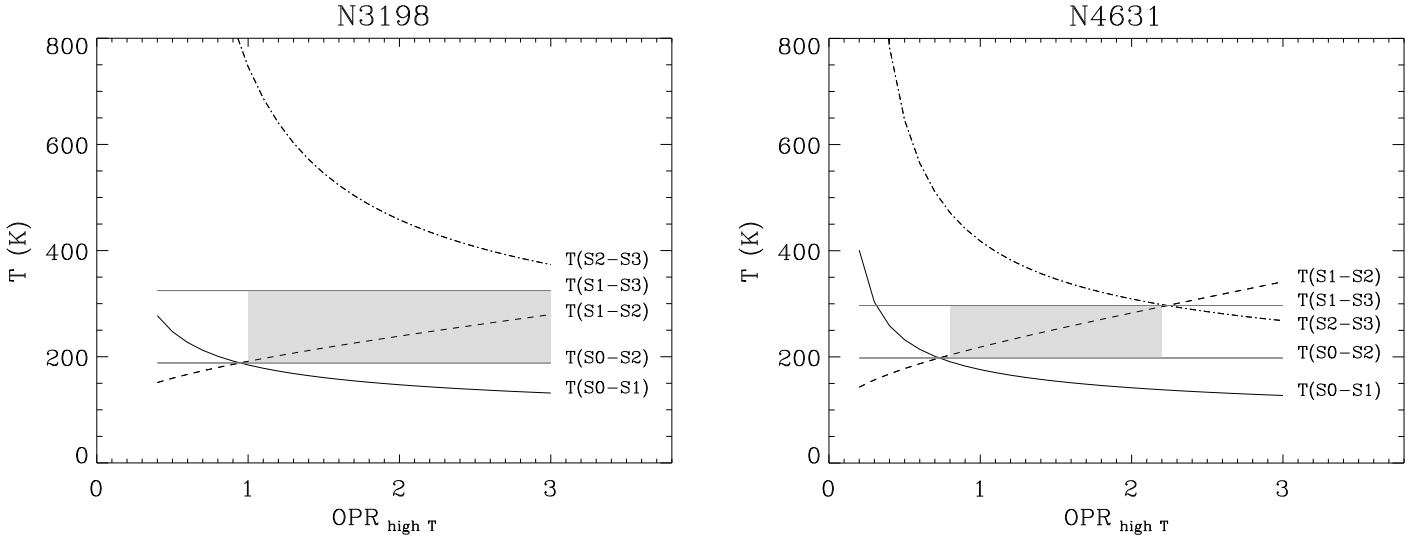 N3198
800
600
400
200
0
T (K)
T(S2−S3)
T(S1−S3)
T(S1−S2)
T(S0−S2)
T(S0−S1)
0 1 2 3
OPR high T
N4631
800
600
400
200
0
T (K)
T(S1−S2)
T(S1−S3)
T(S2−S3)
T(S0−S2)
T(S0−S1)
0 1 2 3
OPR high T